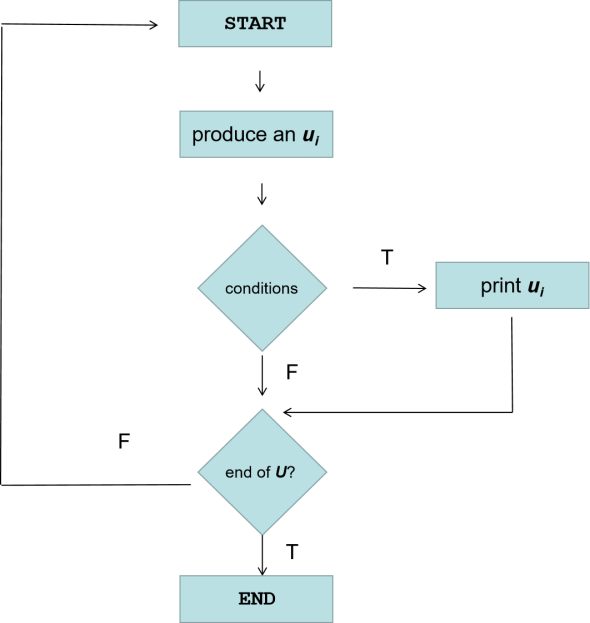 START
produce an ui
T
conditions
print ui
F
F
end of U?
T
END